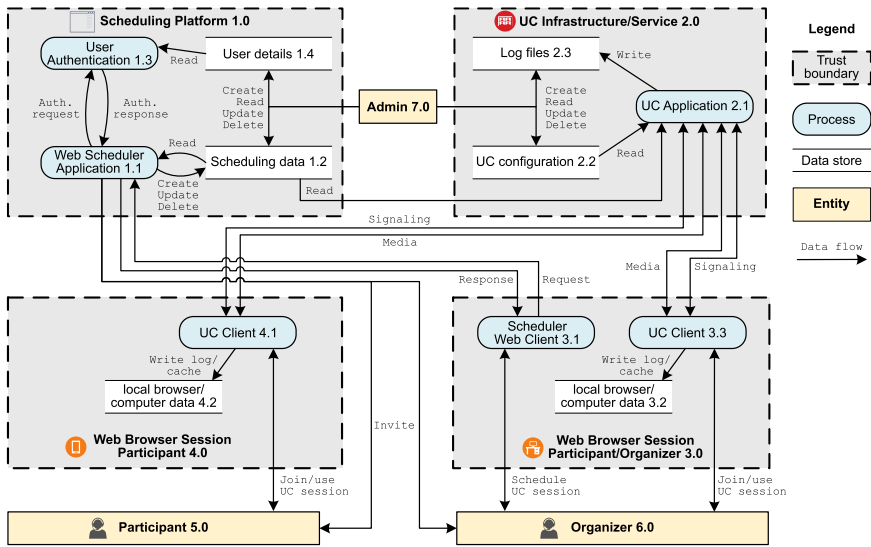 Scheduling Platform 1.0
User
Authentication 1.3
User details 1.4
Read
Auth.
request
Auth.
response
Create
Read
Update
Delete
Web Scheduler
Application 1.1
Read
Scheduling data 1.2
Create
Update
Delete
Read
Admin 7.0
UC Infrastructure/Service 2.0
Log files 2.3
Write
Create
Read
Update
Delete
UC Application 2.1
UC configuration 2.2
Read
Legend
Trust
boundary
Process
Data store
Entity
Data flow
Signaling
Media
Response
Request
Media
Signaling
UC Client 4.1
Write log/
cache
local browser/
computer data 4.2
Web Browser Session
Participant 4.0
Invite
Scheduler
Web Client 3.1
UC Client 3.3
Write log/
cache
local browser/
computer data 3.2
Web Browser Session
Participant/Organizer 3.0
Join/use
UC session
Schedule
UC session
Join/use
UC session
Participant 5.0
Organizer 6.0